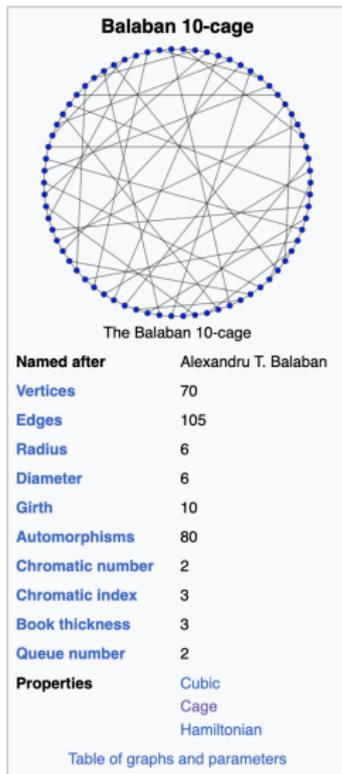 Balaban 10-cage
The Balaban 10-cage
Named after Alexandru T. Balaban
Vertices 70
Edges 105
Radius 6
Diameter 6
Girth 10
Automorphisms 80
Chromatic number 2
Chromatic index 3
Book thickness 3
Queue number 2
Properties Cubic
Cage
Hamiltonian
Table of graphs and parameters